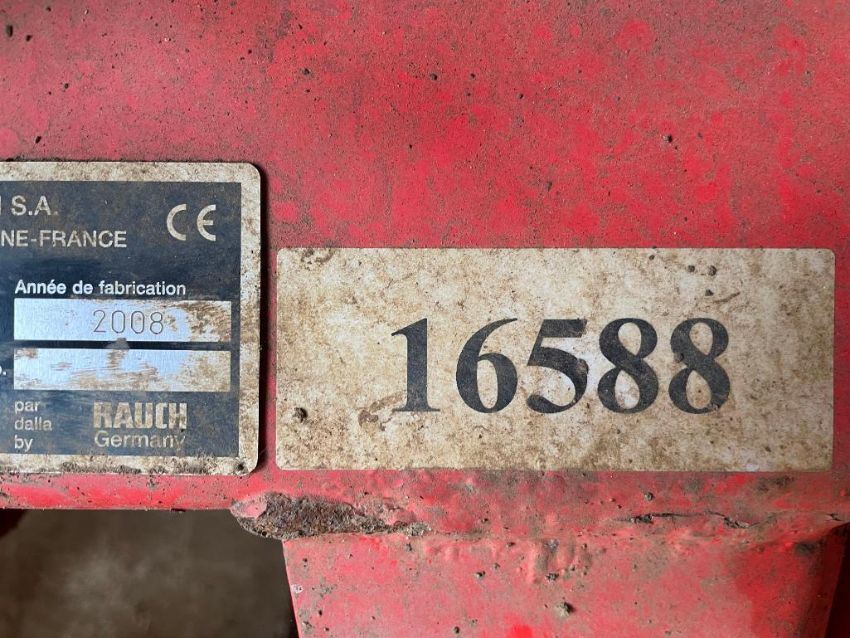 S.A.
CE
NE-FRANCE
Année de fabrication
2008
par
dalla
by
RAUCH
Germany
16588